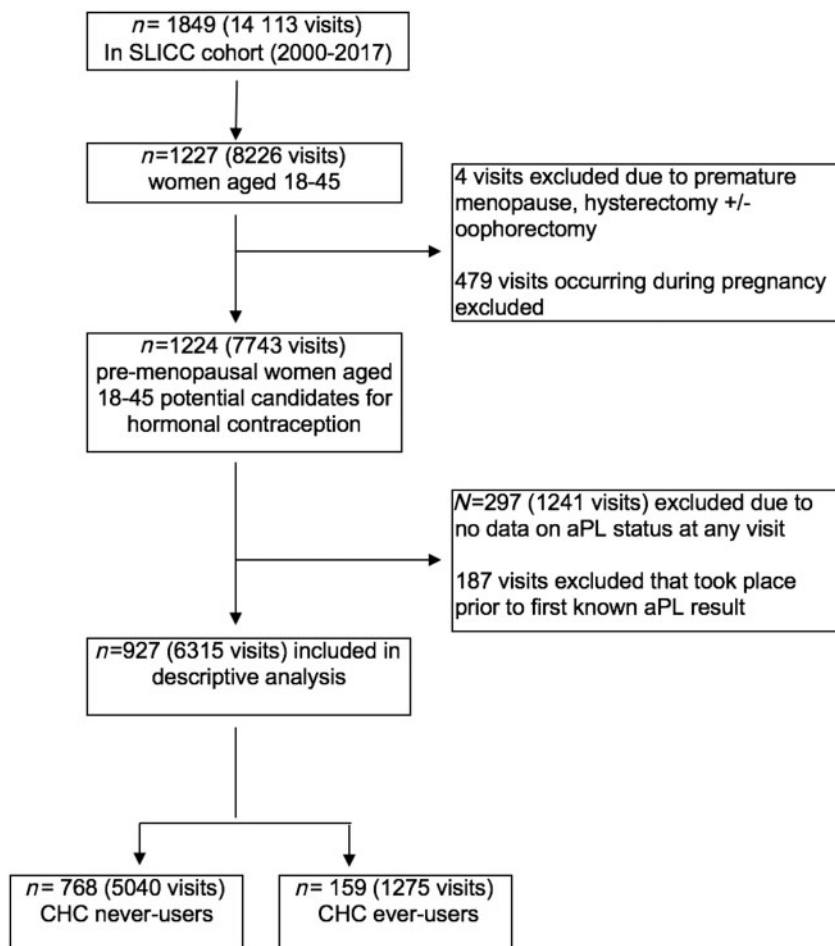 n= 1849 (14 113 visits)
In SLICC cohort (2000-2017)
n=1227 (8226 visits)
women aged 18-45
4 visits excluded due to premature
menopause, hysterectomy +/-
oophorectomy
479 visits occurring during pregnancy
excluded
n=1224 (7743 visits)
pre-menopausal women aged
18-45 potential candidates for
hormonal contraception
N=297 (1241 visits) excluded due to
no data on aPL status at any visit
187 visits excluded that took place
prior to first known aPL result
n=927 (6315 visits) included in
descriptive analysis
n= 768 (5040 visits)
CHC never-users
n= 159 (1275 visits)
CHC ever-users